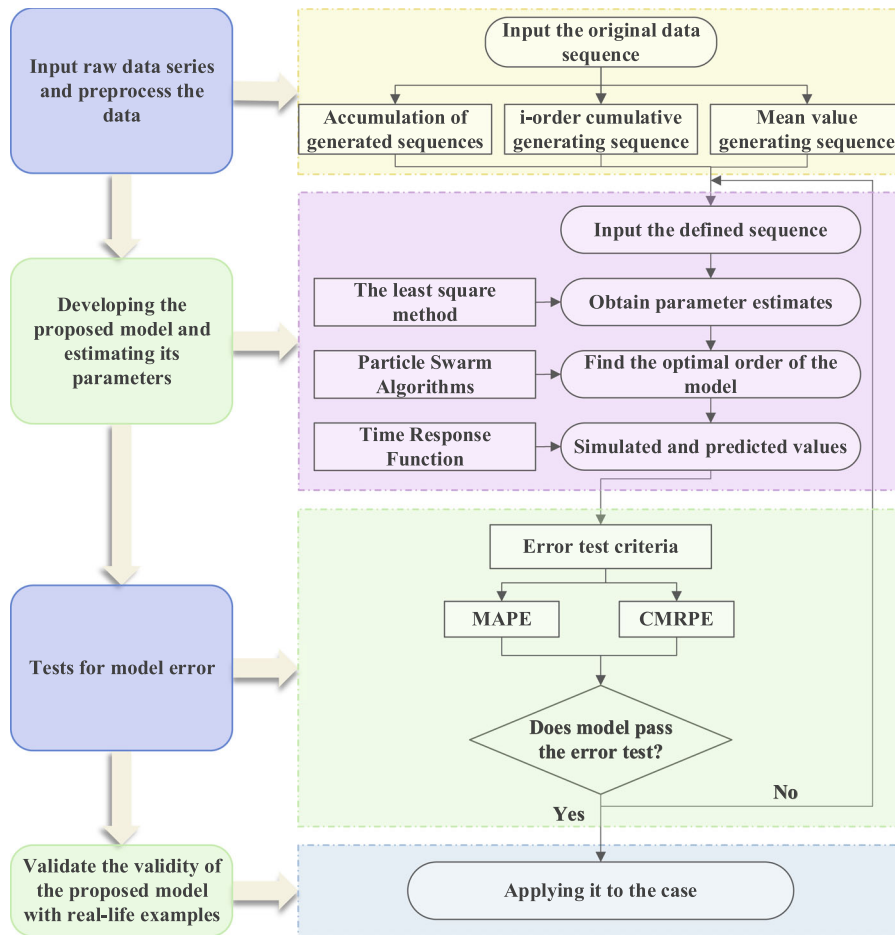 Input raw data series
and preprocess the
data
Input the original data
sequence
Accumulation of
generated sequences
i-order cumulative
generating sequence
Mean value
generating sequence
Developing the
proposed model and
estimating its
parameters
Input the defined sequence
The least square
method
Obtain parameter estimates
Particle Swarm
Algorithms
Find the optimal order of the
model
Time Response
Function
Simulated and predicted values
Tests for model error
Error test criteria
MAPE
CMRPE
Does model pass
the error test?
No
Yes
Validate the validity of
the proposed model
with real-life examples
Applying it to the case